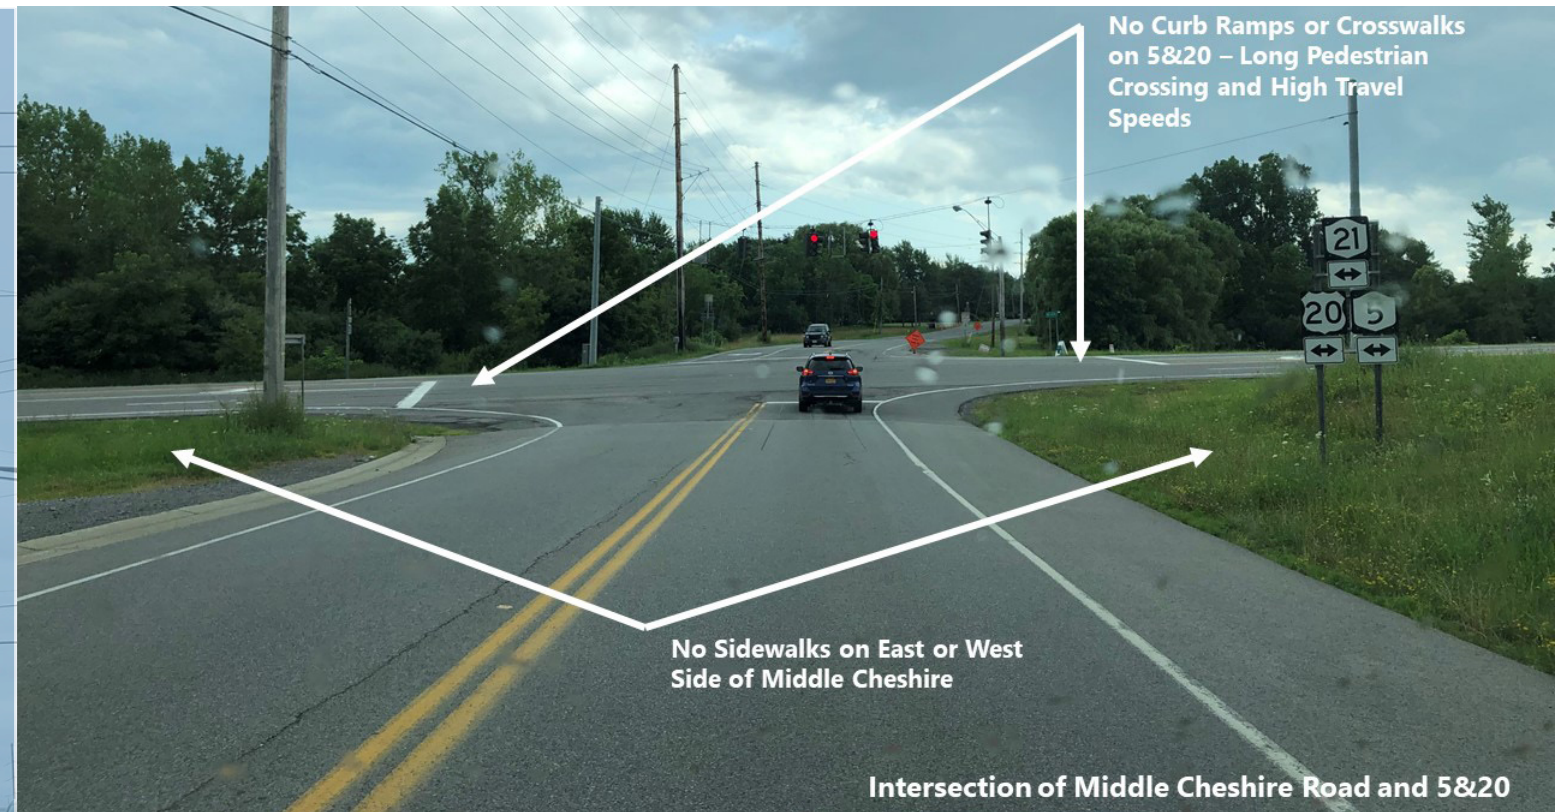 No Curb Ramps or Crosswalks
on 5&20 – Long Pedestrian
Crossing and High Travel
Speeds
21
20 5
No Sidewalks on East or West
Side of Middle Cheshire
Intersection of Middle Cheshire Road and 5&20